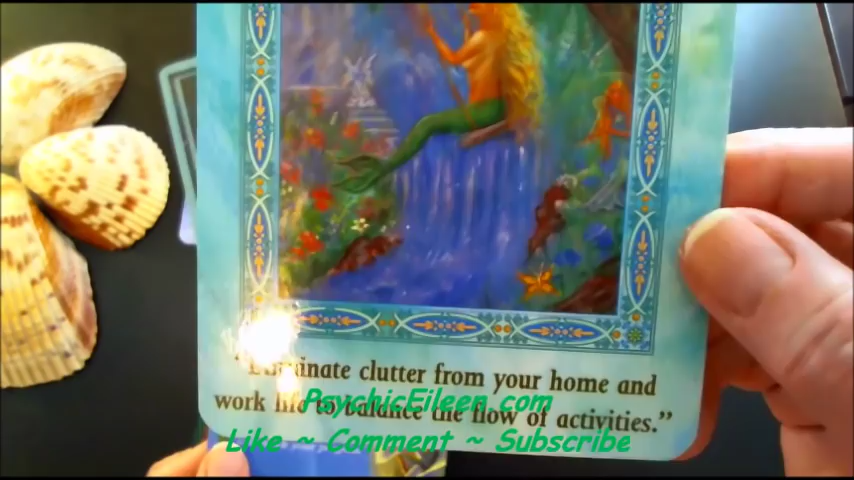 "Eliminate clutter from your home and
work life to balance the flow of activities."
PsychicEileen.com
Like ~ Comment ~ Subscribe